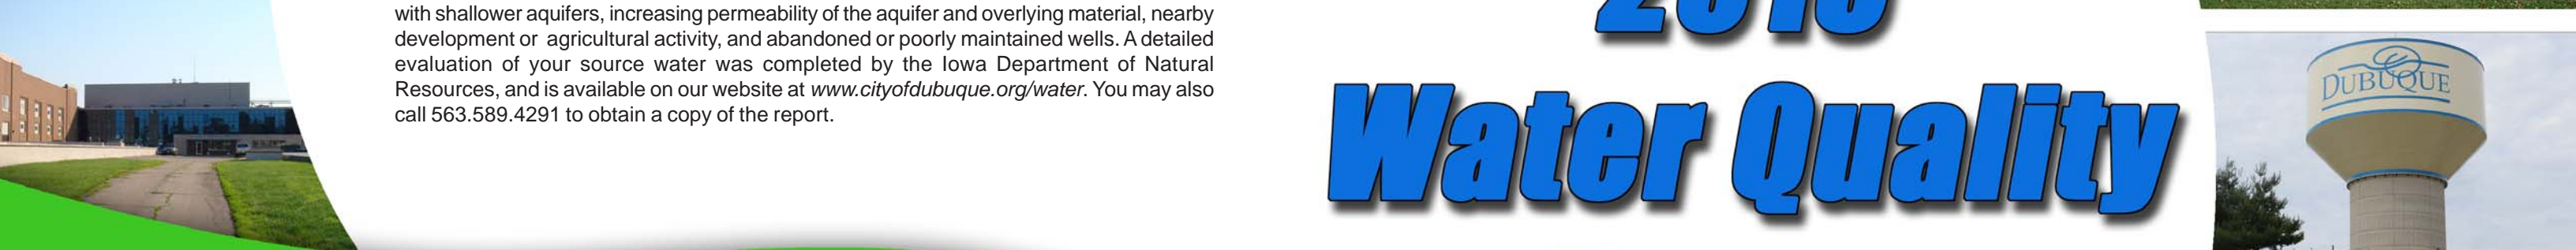 with shallower aquifers, increasing permeability of the aquifer and overlying material, nearby
development or agricultural activity, and abandoned or poorly maintained wells. A detailed
evaluation of your source water was completed by the Iowa Department of Natural
Resources, and is available on our website at www.cityofdubuque.org/water. You may also
call 563.589.4291 to obtain a copy of the report.
Water Quality
DUBUQUE